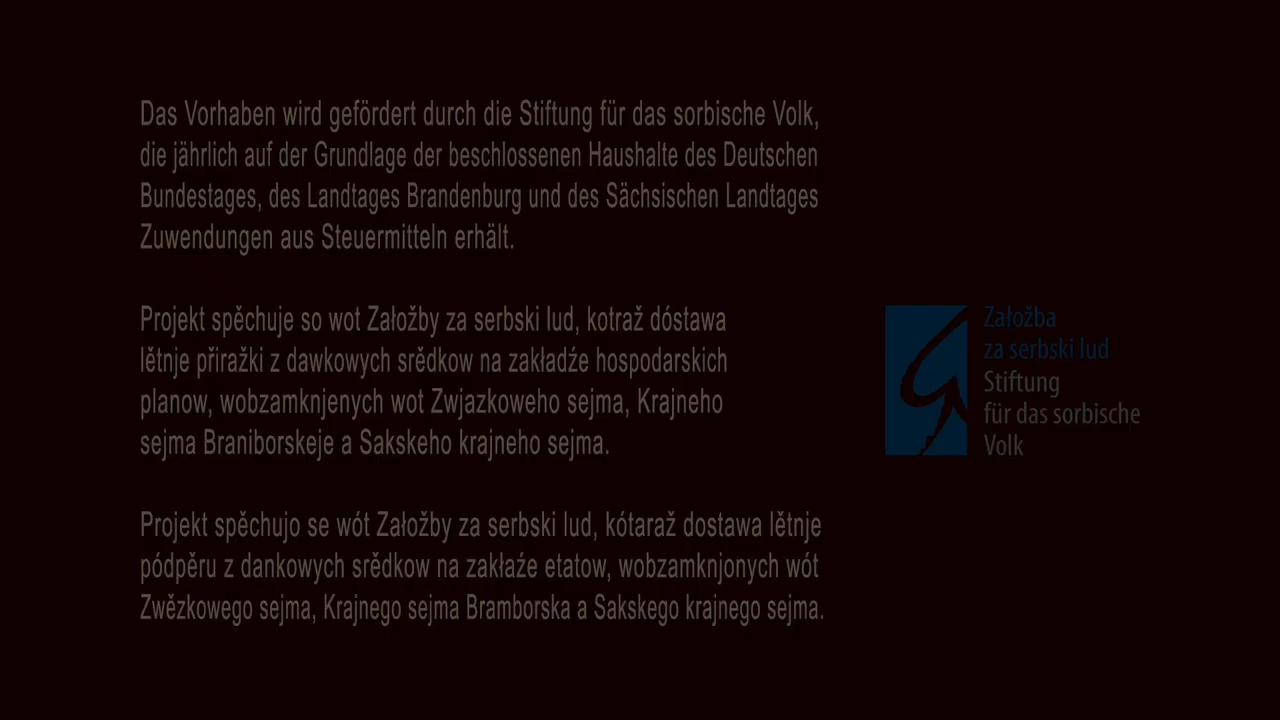 Das Vorhaben wird gefördert durch die Stiftung für das sorbische Volk,
die jährlich auf der Grundlage der beschlossenen Haushalte des Deutschen
Bundestages, des Landtages Brandenburg und des Sächsischen Landtages
Zuwendungen aus Steuermitteln erhält.
Projekt spěchuje so wot Załožby za serbski lud, kotraž dóstawa
lětnje přiražki z dawkowych srědkow na zakładźe hospodarskich
planow, wobzamknjenych wot Zwjazkoweho sejma, Krajneho
sejma Braniborskeje a Sakskeho krajneho sejma.
Projekt spěchujo se wót Załožby za serbski lud, kótaraž dostawa lětnje
pódpěru z dankowych srědkow na zakłaźe etatow, wobzamknjonych wót
Zwězkowego sejma, Krajnego sejma Bramborska a Sakskego krajnego sejma.
Załožba
za serbski lud
Stiftung
für das sorbische
Volk